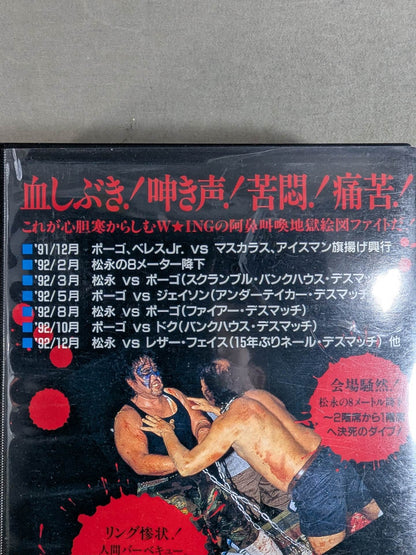 血しぶき！呻き声！苦悶！痛苦！
これが心胆寒からしむW★INGの阿鼻叫喚地獄絵図ファイトだ
■'91/12月 ポーゴ、ベレスJr. vs マスカラス、アイスマン旗揚げ興行
■'92/2月 松永の8メーター降下
■'92/3月 松永 vs ポーゴ(スクランブル・バンクハウス・デスマッチ)
■'92/5月 ポーゴ vs ジェイソン(アンダーテイカー・デスマッチ)
■'92/8月 松永 vs ポーゴ(ファイアー・デスマッチ)
■'92/10月 ポーゴ vs ドク(バンクハウス・デスマッチ)
■'92/12月 松永 vs レザー・フェイス(15年ぶりネール・デスマッチ) 他
会場騒然！
松永の8メートル降下
～2階席から1階席
へ決死のダイブ！
リング惨状！
人間バーベキュー